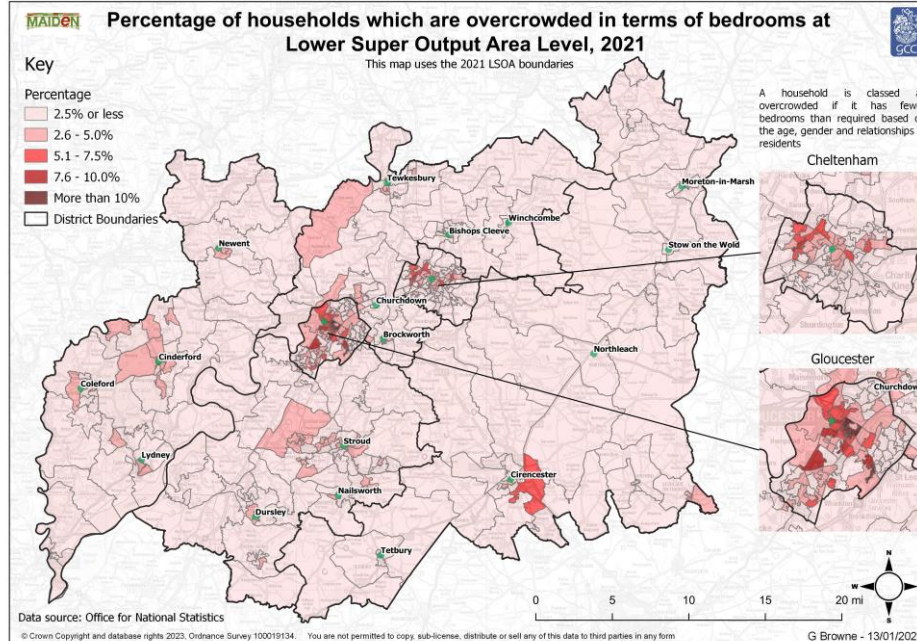 MAIDEN
Percentage of households which are overcrowded in terms of bedrooms at
Lower Super Output Area Level, 2021
This map uses the 2021 LSOA boundaries
GCC
Key
Percentage
2.5% or less
2.6 - 5.0%
5.1 - 7.5%
7.6 - 10.0%
More than 10%
District Boundaries
A household is classed a
overcrowded if it has fewe
bedrooms than required based o
the age, gender and relationships
residents
Cheltenham
Tewkesbury
Moreton-in-Marsh
Winchcombe
Bishops Cleeve
Newent
Stow on the Wold
Churchdown
Brockworth
Northleach
Cinderford
Coleford
Gloucester
Churchdow
Stroud
Lydney
Cirencester
Nailsworth
Dursley
Tetbury
W
N
E
S
0 5 10 15 20 mi
Data source: Office for National Statistics
© Crown Copyright and database rights 2023. Ordnance Survey 100019134. You are not permitted to copy, sub-license, distribute or sell any of this data to third parties in any form
G Browne - 13/01/202